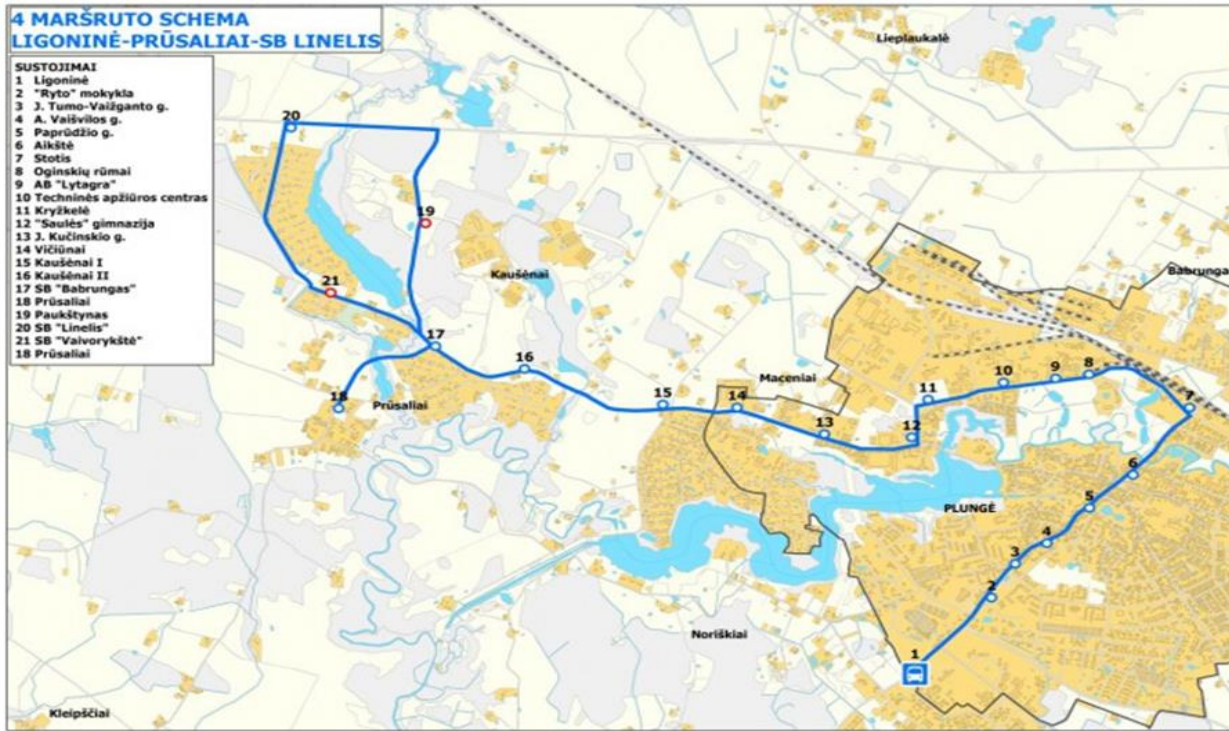 4 MARŠRUTO SCHEMA
LIGONINĖ-PRŪSALIAI-SB LINELIS
SUSTOJIMAI
1 Ligoninė
2 "Ryto" mokykla
3 J. Tumo-Vaižganto g.
4 A. Vaišvilos g.
5 Paprūdžio g.
6 Aikštė
7 Stotis
8 Oginskių rūmai
9 AB "Lytagra"
10 Techninės apžiūros centras
11 Kryžkelė
12 "Saulės" gimnazija
13 J. Kučinskio g.
14 Vičiūnai
15 Kaušėnai I
16 Kaušėnai II
17 SB "Babrungas"
18 Prūsaliai
19 Paukštynas
20 SB "Linelis"
21 SB "Vaivorykštė"
18 Prūsaliai
Lieplaukalė
20
19
Kaušėnai
Babrunga
21
17
16
18
Prūsaliai
15
Maceniai
14
13
12
11
10
9
8
7
6
5
PLUNGĖ
4
3
2
Noriškiai
1
Kleipščiai